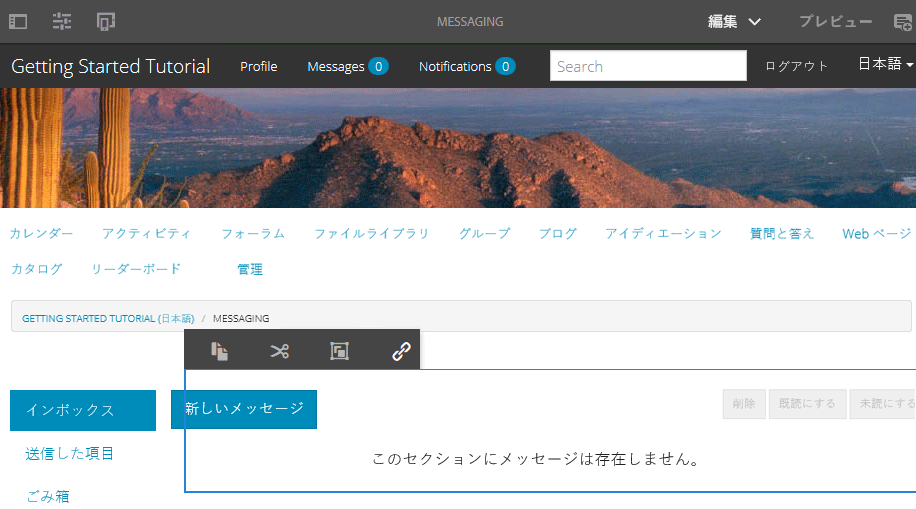 MESSAGING 編集 プレビュー
Getting Started Tutorial Profile Messages 0 Notifications 0 Search ログアウト 日本語
カレンダー アクティビティ フォーラム ファイルライブラリ グループ ブログ アイディエーション 質問と答え Web ページ
カタログ リーダーボード 管理
GETTING STARTED TUTORIAL (日本語) / MESSAGING
インボックス 新しいメッセージ 削除 既読にする 未読にする
送信した項目 このセクションにメッセージは存在しません。
ごみ箱